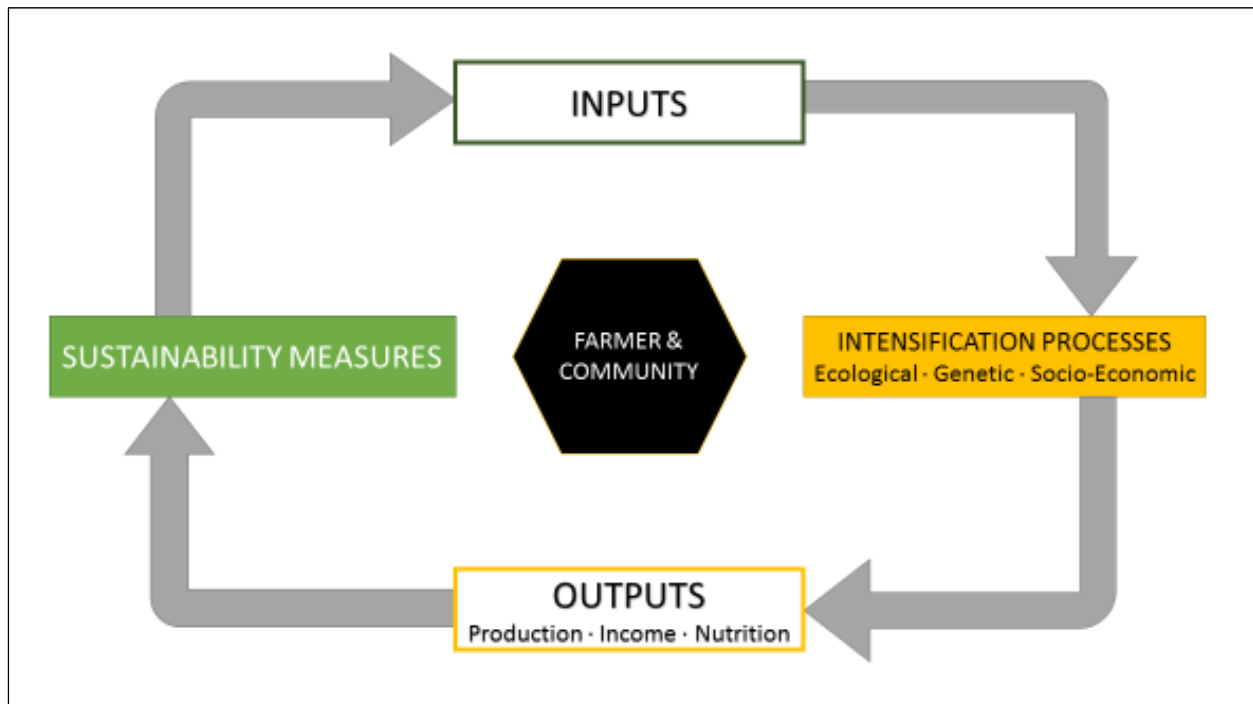 INPUTS
SUSTAINABILITY MEASURES
FARMER &
COMMUNITY
INTENSIFICATION PROCESSES
Ecological · Genetic · Socio-Economic
OUTPUTS
Production · Income · Nutrition